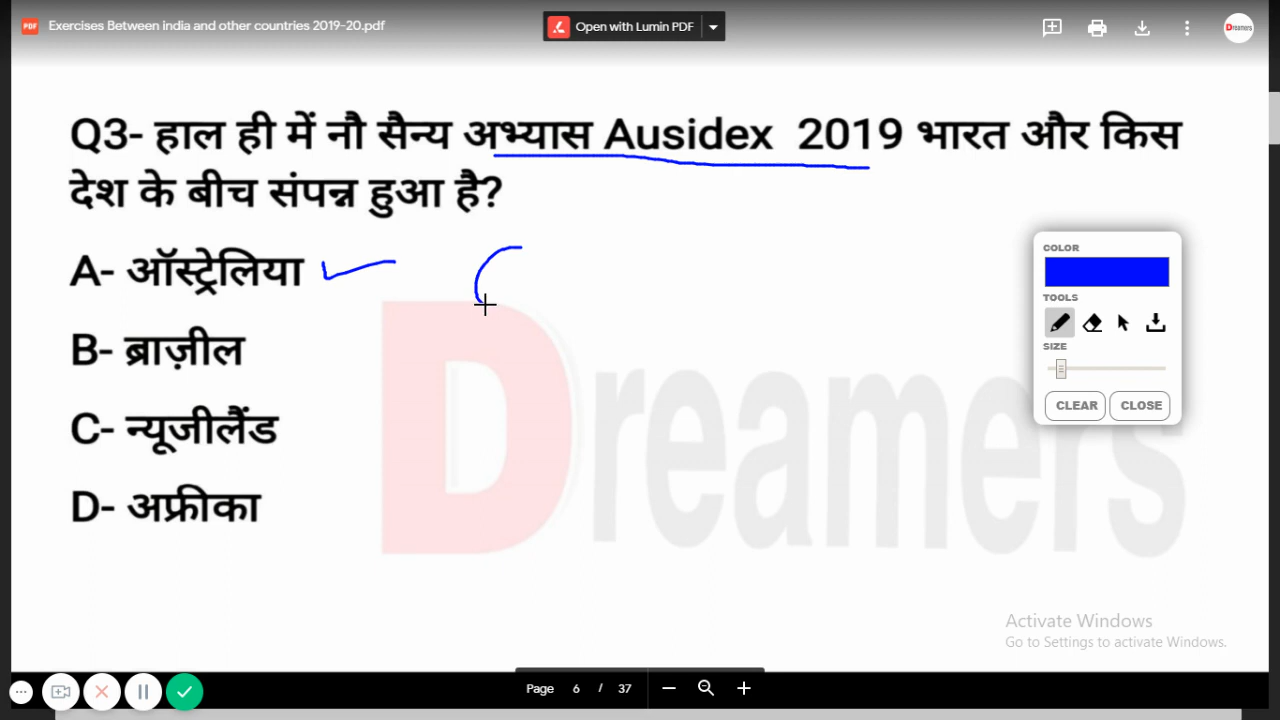 PDF Exercises Between india and other countries 2019-20.pdf
Open with Lumin PDF
Dreamers
Q3- हाल ही में नौ सैन्य अभ्यास Ausidex 2019 भारत और किस
देश के बीच संपन्न हुआ है?
A- ऑस्ट्रेलिया
B- ब्राज़ील
C- न्यूजीलैंड
D- अफ्रीका
Dreamers
COLOR
TOOLS
SIZE
CLEAR CLOSE
Activate Windows
Go to Settings to activate Windows.
Page 6 / 37